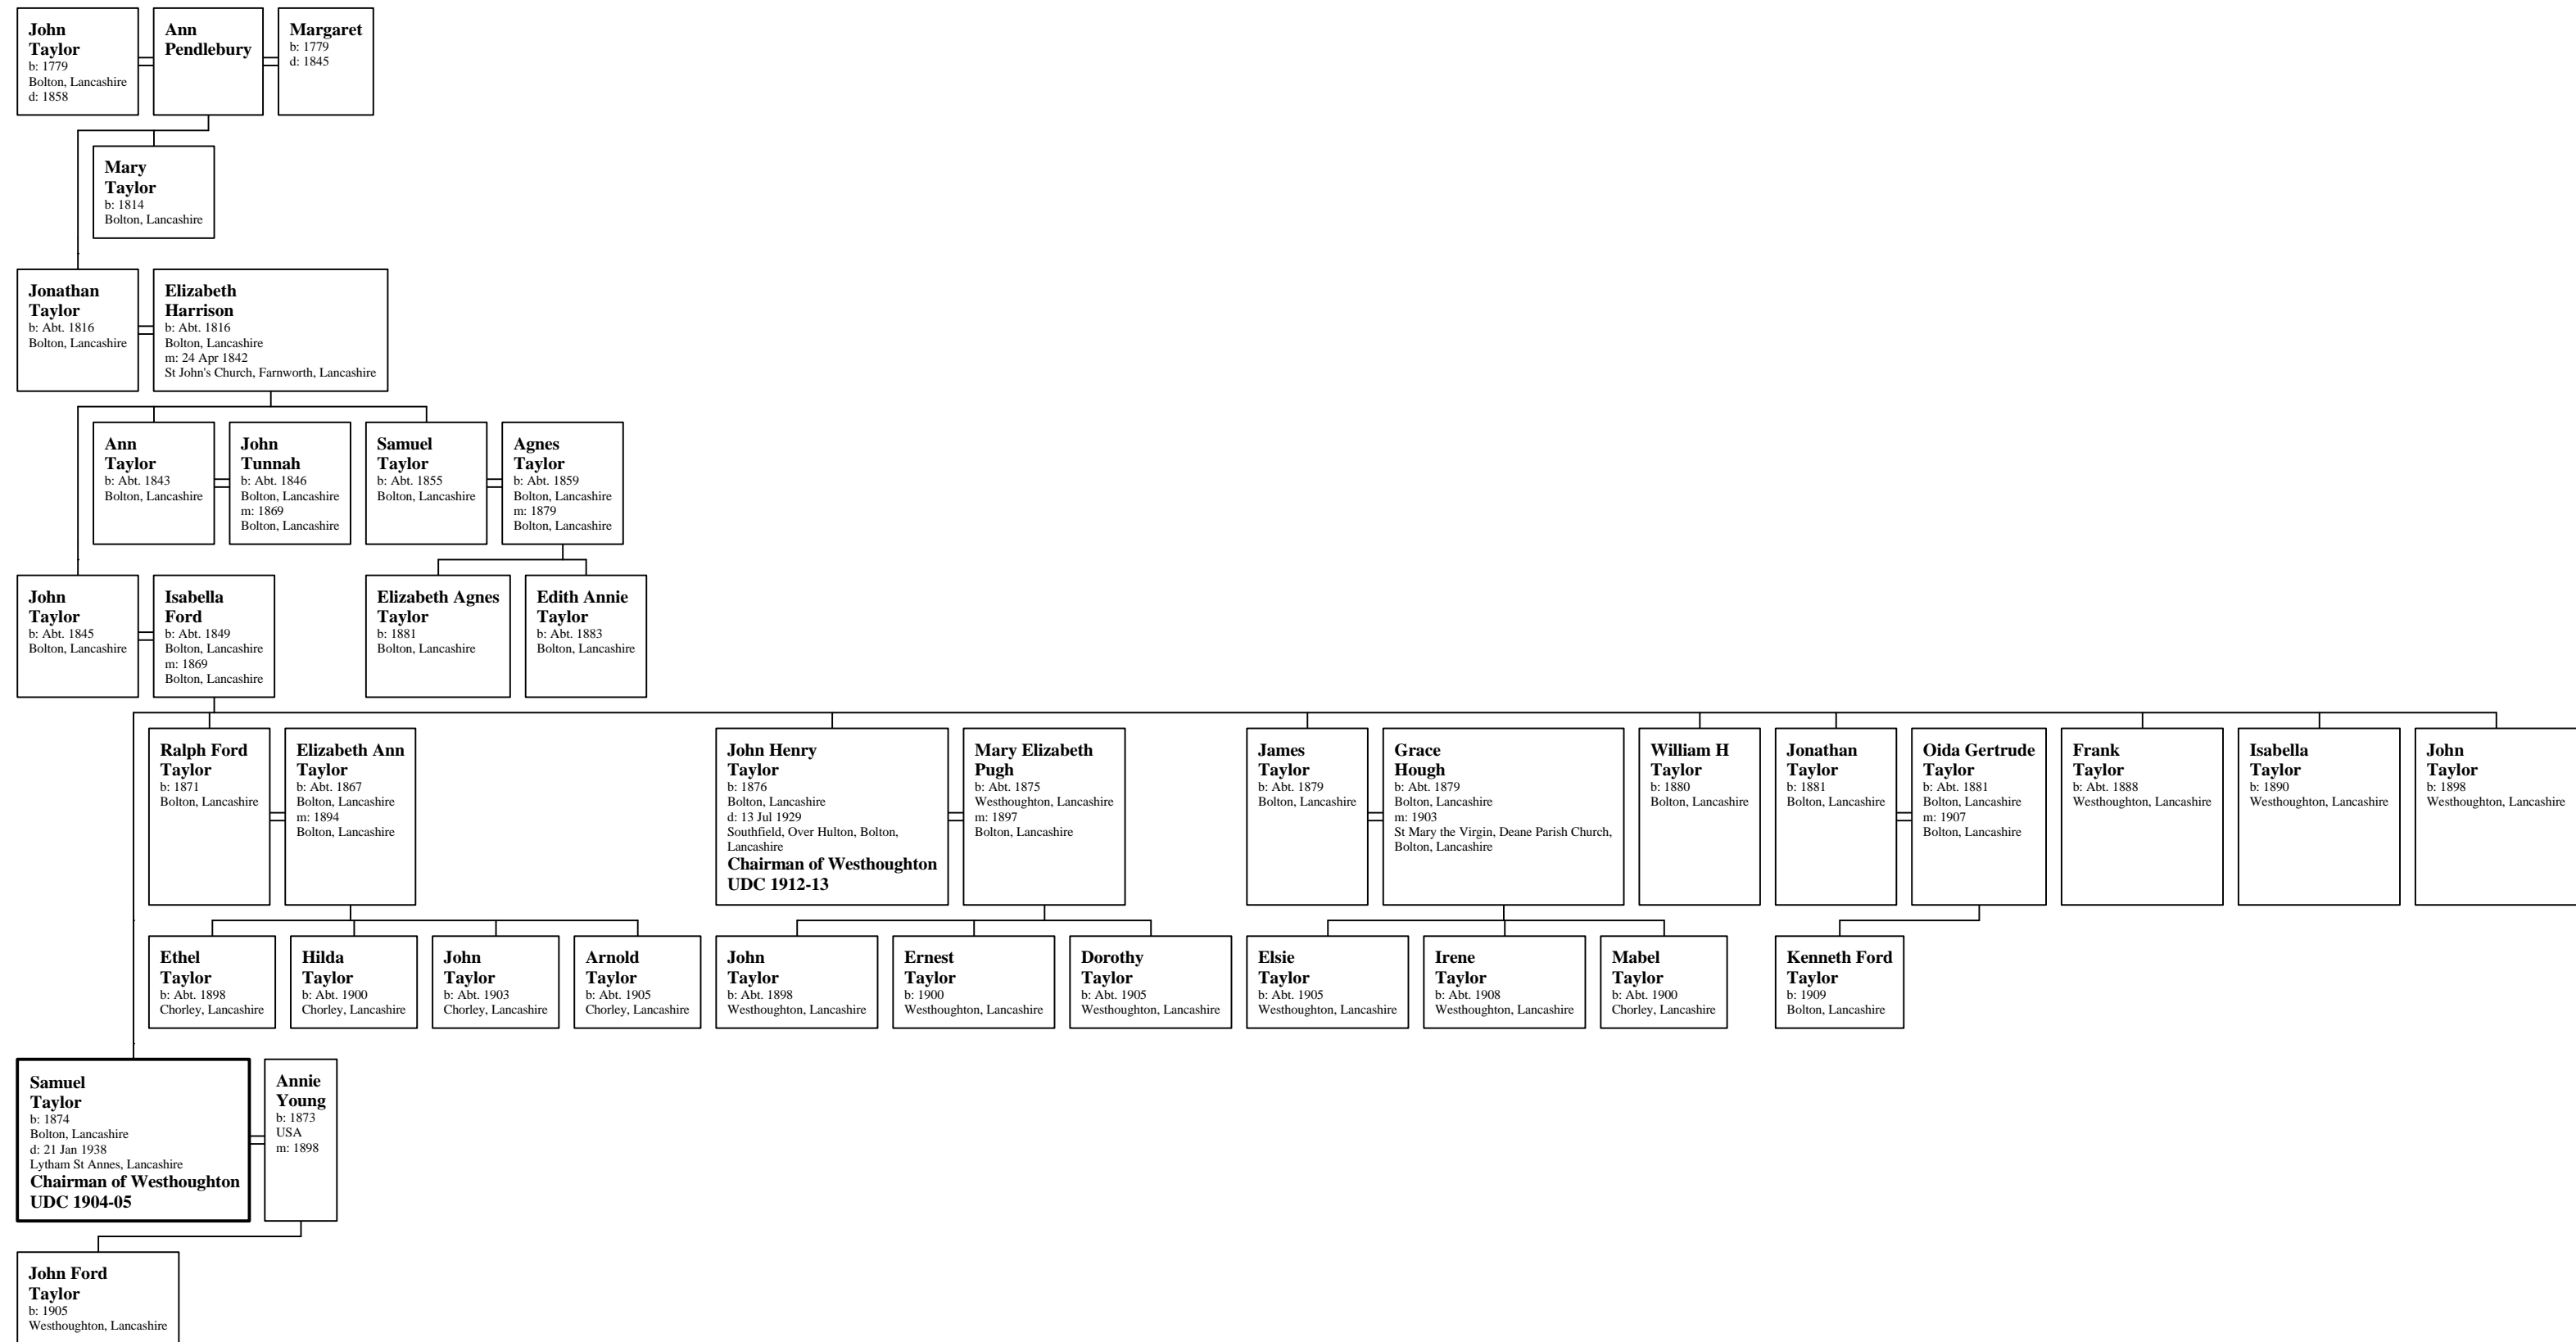 John
Taylor
b: 1779
Bolton, Lancashire
d: 1858
Ann
Pendlebury
Margaret
b: 1779
d: 1845
Mary
Taylor
b: 1814
Bolton, Lancashire
Jonathan
Taylor
b: Abt. 1816
Bolton, Lancashire
Elizabeth
Harrison
b: Abt. 1816
Bolton, Lancashire
m: 24 Apr 1842
St John's Church, Farnworth, Lancashire
Ann
Taylor
b: Abt. 1843
Bolton, Lancashire
John
Tunnah
b: Abt. 1846
Bolton, Lancashire
m: 1869
Bolton, Lancashire
Samuel
Taylor
b: Abt. 1855
Bolton, Lancashire
Agnes
Taylor
b: Abt. 1859
Bolton, Lancashire
m: 1879
Bolton, Lancashire
John
Taylor
b: Abt. 1845
Bolton, Lancashire
Isabella
Ford
b: Abt. 1849
Bolton, Lancashire
m: 1869
Bolton, Lancashire
Elizabeth Agnes
Taylor
b: 1881
Bolton, Lancashire
Edith Annie
Taylor
b: Abt. 1883
Bolton, Lancashire
Ralph Ford
Taylor
b: 1871
Bolton, Lancashire
Elizabeth Ann
Taylor
b: Abt. 1867
Bolton, Lancashire
m: 1894
Bolton, Lancashire
John Henry
Taylor
b: 1876
Bolton, Lancashire
d: 13 Jul 1929
Southfield, Over Hulton, Bolton,
Lancashire
Chairman of Westhoughton
UDC 1912-13
Mary Elizabeth
Pugh
b: Abt. 1875
Westhoughton, Lancashire
m: 1897
Bolton, Lancashire
James
Taylor
b: Abt. 1879
Bolton, Lancashire
Grace
Hough
b: Abt. 1879
Bolton, Lancashire
m: 1903
St Mary the Virgin, Deane Parish Church,
Bolton, Lancashire
William H
Taylor
b: 1880
Bolton, Lancashire
Jonathan
Taylor
b: 1881
Bolton, Lancashire
Oida Gertrude
Taylor
b: Abt. 1881
Bolton, Lancashire
m: 1907
Bolton, Lancashire
Frank
Taylor
b: Abt. 1888
Westhoughton, Lancashire
Isabella
Taylor
b: 1890
Westhoughton, Lancashire
John
Taylor
b: 1898
Westhoughton, Lancashire
Ethel
Taylor
b: Abt. 1898
Chorley, Lancashire
Hilda
Taylor
b: Abt. 1900
Chorley, Lancashire
John
Taylor
b: Abt. 1903
Chorley, Lancashire
Arnold
Taylor
b: Abt. 1905
Chorley, Lancashire
John
Taylor
b: Abt. 1898
Westhoughton, Lancashire
Ernest
Taylor
b: 1900
Westhoughton, Lancashire
Dorothy
Taylor
b: Abt. 1905
Westhoughton, Lancashire
Elsie
Taylor
b: Abt. 1905
Westhoughton, Lancashire
Irene
Taylor
b: Abt. 1908
Westhoughton, Lancashire
Mabel
Taylor
b: Abt. 1900
Chorley, Lancashire
Kenneth Ford
Taylor
b: 1909
Bolton, Lancashire
Samuel
Taylor
b: 1874
Bolton, Lancashire
d: 21 Jan 1938
Lytham St Annes, Lancashire
Chairman of Westhoughton
UDC 1904-05
Annie
Young
b: 1873
USA
m: 1898
John Ford
Taylor
b: 1905
Westhoughton, Lancashire